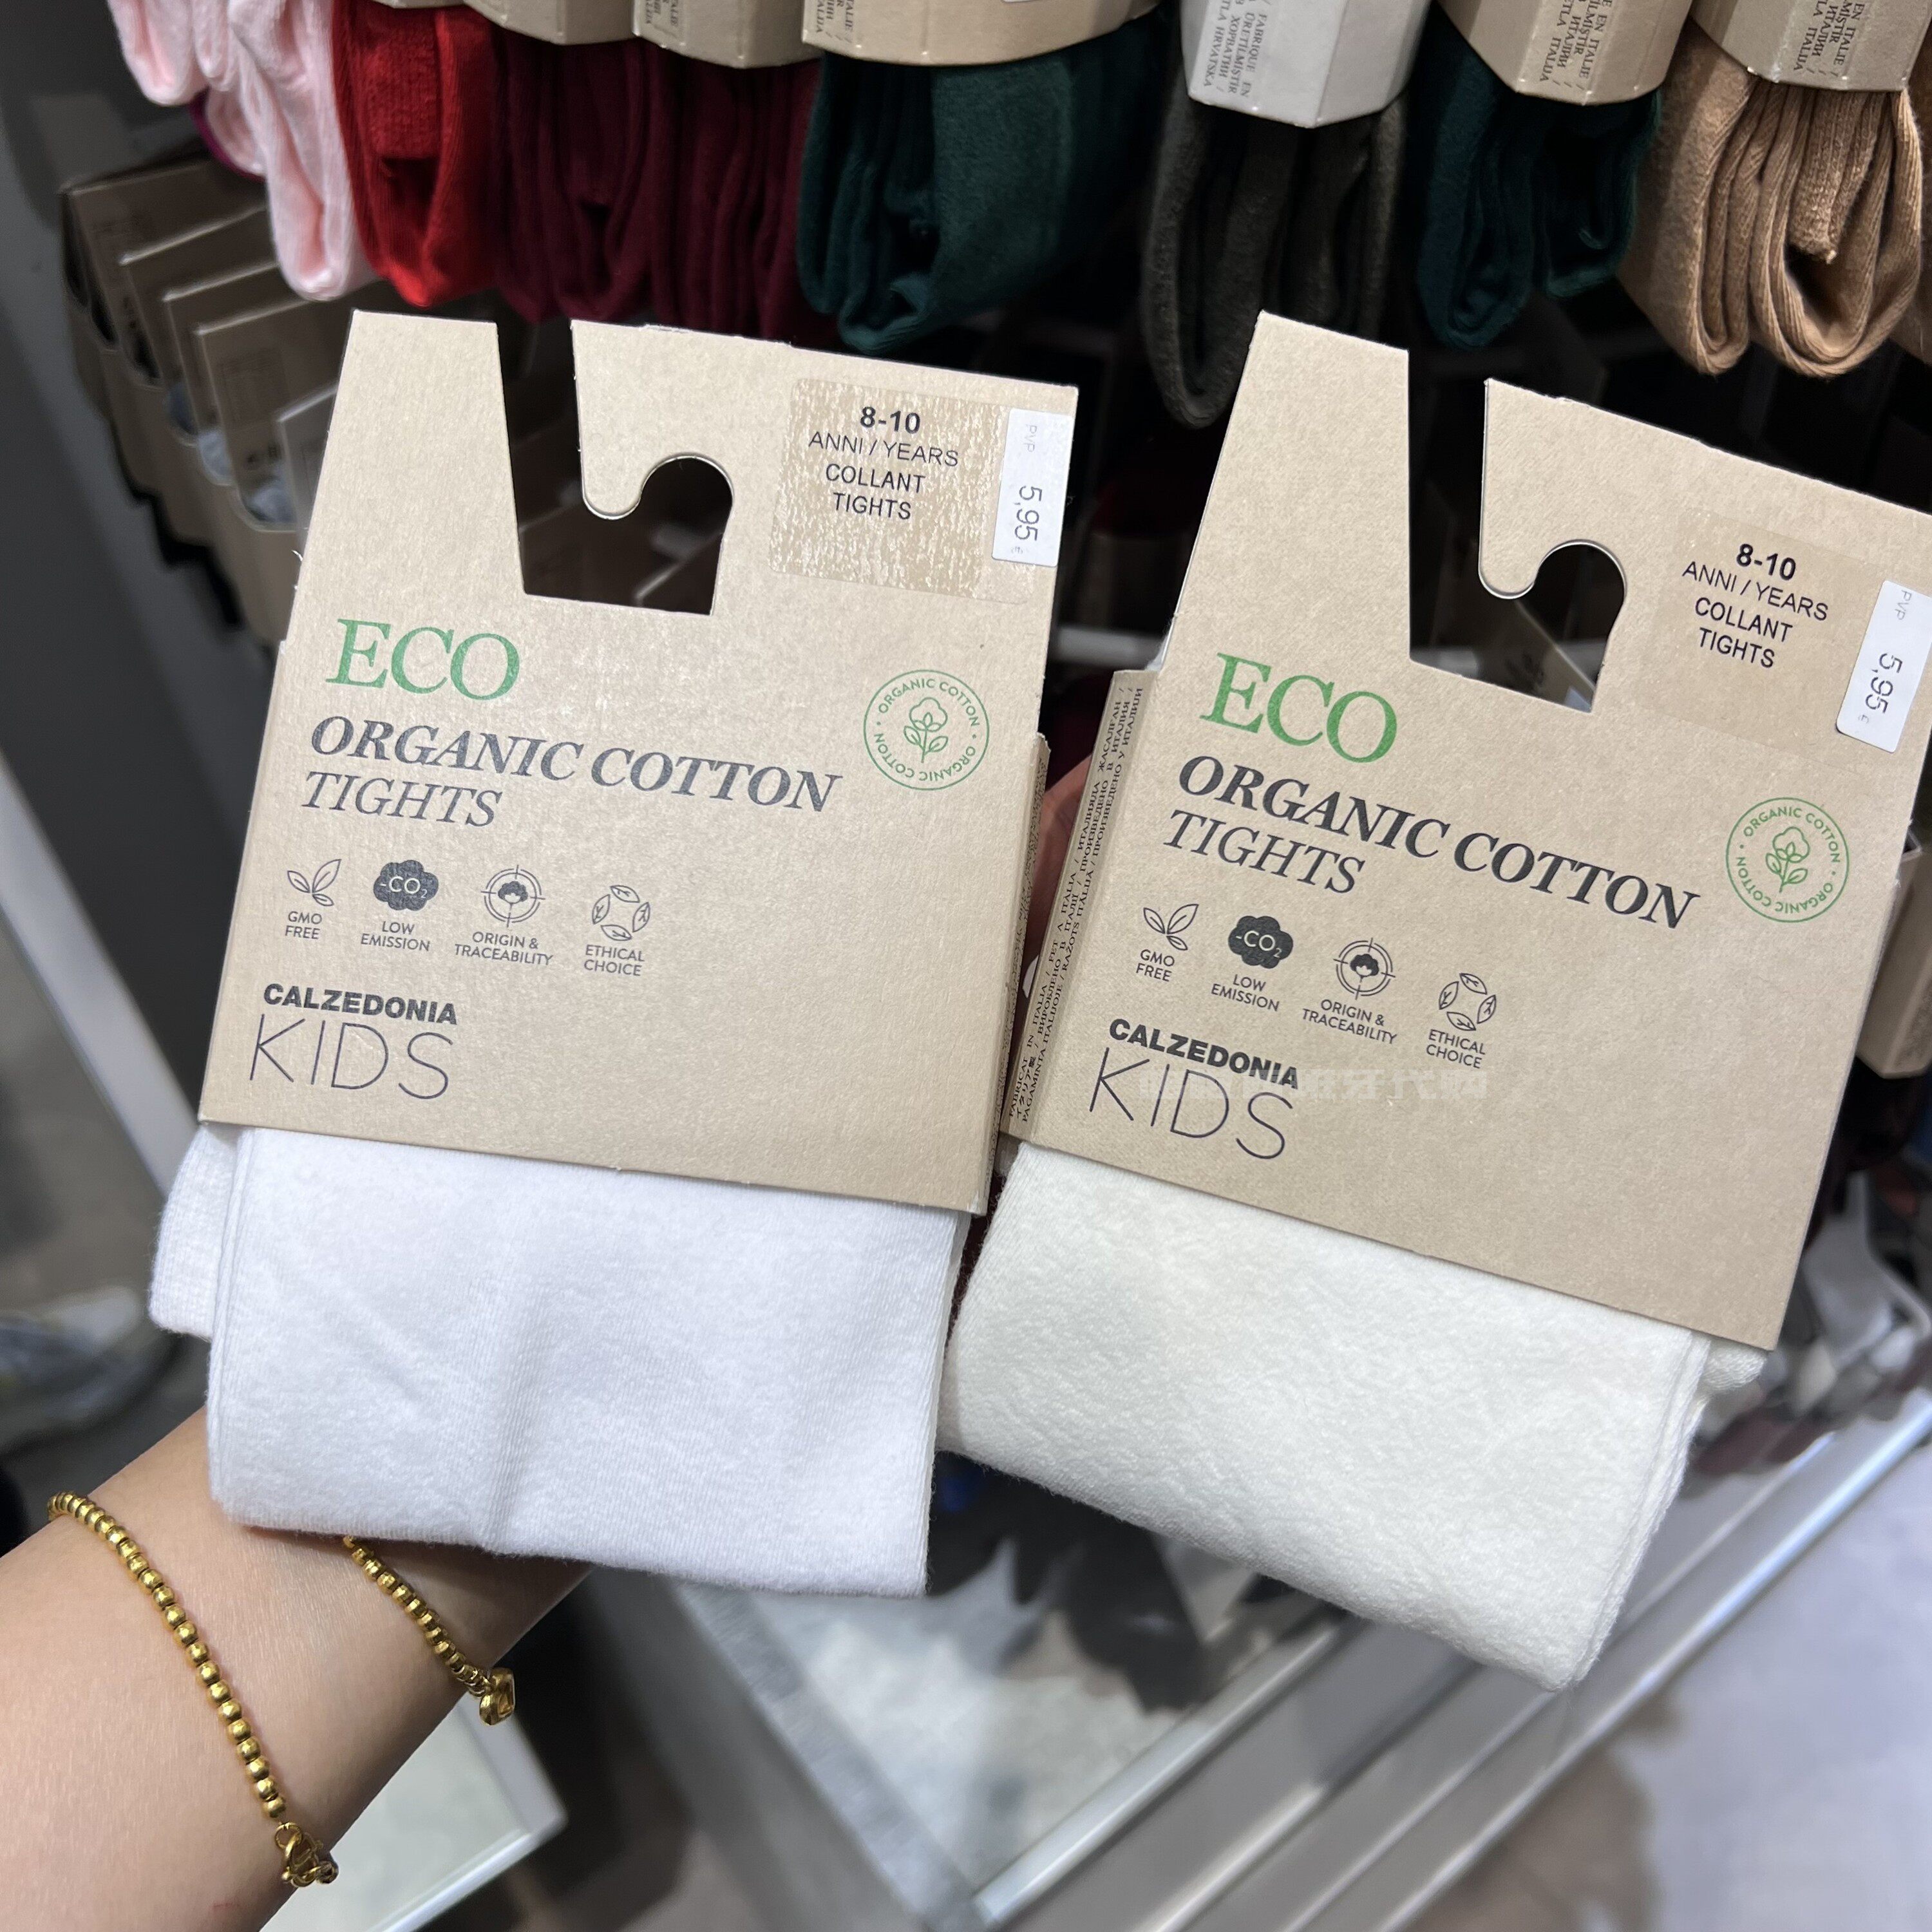 8-10
ANNI / YEARS
COLLANT
TIGHTS
PVP
5,95
€
ECO
ORGANIC COTTON
TIGHTS
ORGANIC COTTON • ORGANIC COTTON •
GMO
FREE
-CO₂
LOW
EMISSION
ORIGIN &
TRACEABILITY
ETHICAL
CHOICE
CALZEDONIA
KIDS
8-10
ANNI / YEARS
COLLANT
TIGHTS
PVP
5,95
€
ECO
ORGANIC COTTON
TIGHTS
ORGANIC COTTON • ORGANIC COTTON •
GMO
FREE
-CO₂
LOW
EMISSION
ORIGIN &
TRACEABILITY
ETHICAL
CHOICE
CALZEDONIA
KIDS